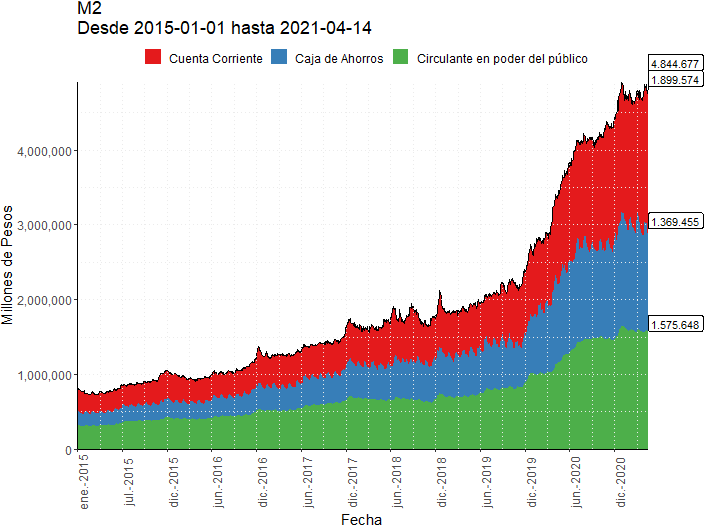 M2
Desde 2015-01-01 hasta 2021-04-14
Cuenta Corriente Caja de Ahorros Circulante en poder del público
4.844.677
1.899.574
1.369.455
1.575.648
4,000,000
3,000,000
2,000,000
1,000,000
0
Millones de Pesos
ene.-2015
jul.-2015
dic.-2015
jun.-2016
dic.-2016
jun.-2017
dic.-2017
jun.-2018
dic.-2018
jun.-2019
dic.-2019
jun.-2020
dic.-2020
Fecha